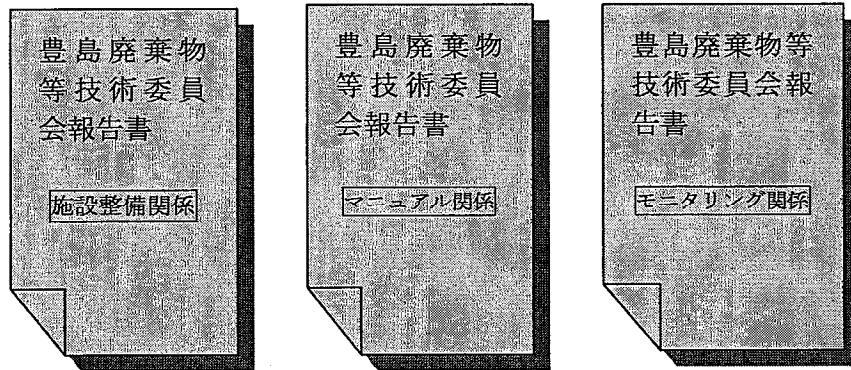 豊島廃棄物
等技術委員
会報告書
施設整備関係
豊島廃棄物
等技術委員
会報告書
マニュアル関係
豊島廃棄物等
技術委員会報
告書
モニタリング関係